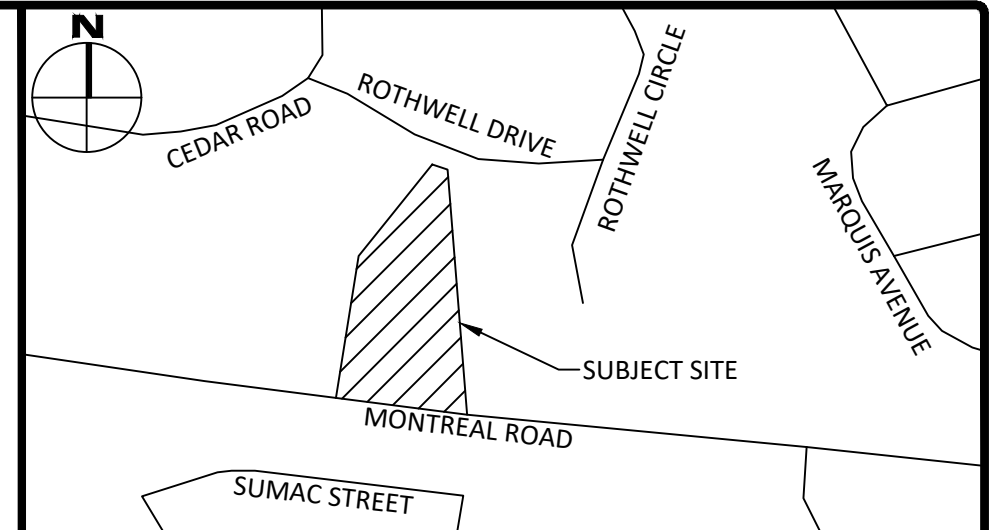 N
CEDAR ROAD
ROTHWELL DRIVE
ROTHWELL CIRCLE
MARQUIS AVENUE
SUBJECT SITE
MONTREAL ROAD
SUMAC STREET